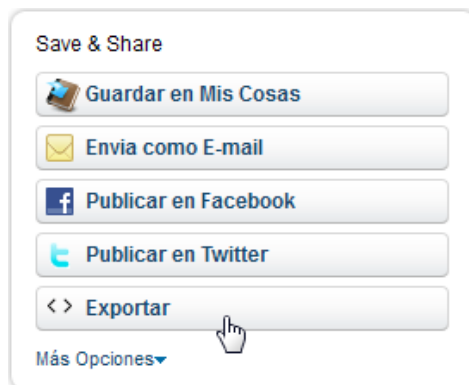 Save & Share
Guardar en Mis Cosas
Envia como E-mail
Publicar en Facebook
Publicar en Twitter
Exportar
Más Opciones